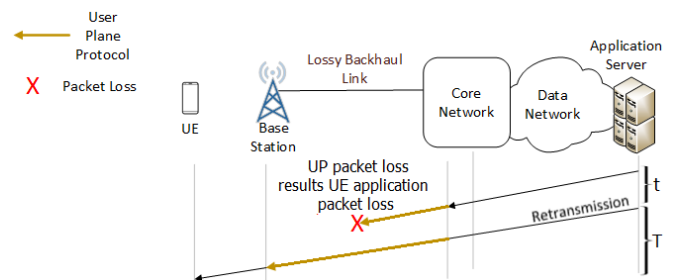 User
Plane
Protocol
X Packet Loss
UE
Base
Station
Lossy Backhaul
Link
Core
Network
Data
Network
Application
Server
UP packet loss
results UE application
packet loss
X
t
Retransmission
T